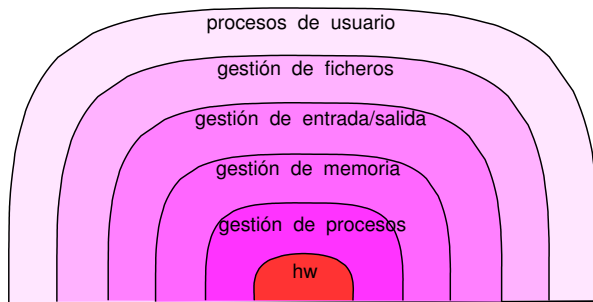 procesos de usuario
gestión de ficheros
gestión de entrada/salida
gestión de memoria
gestión de procesos
hw